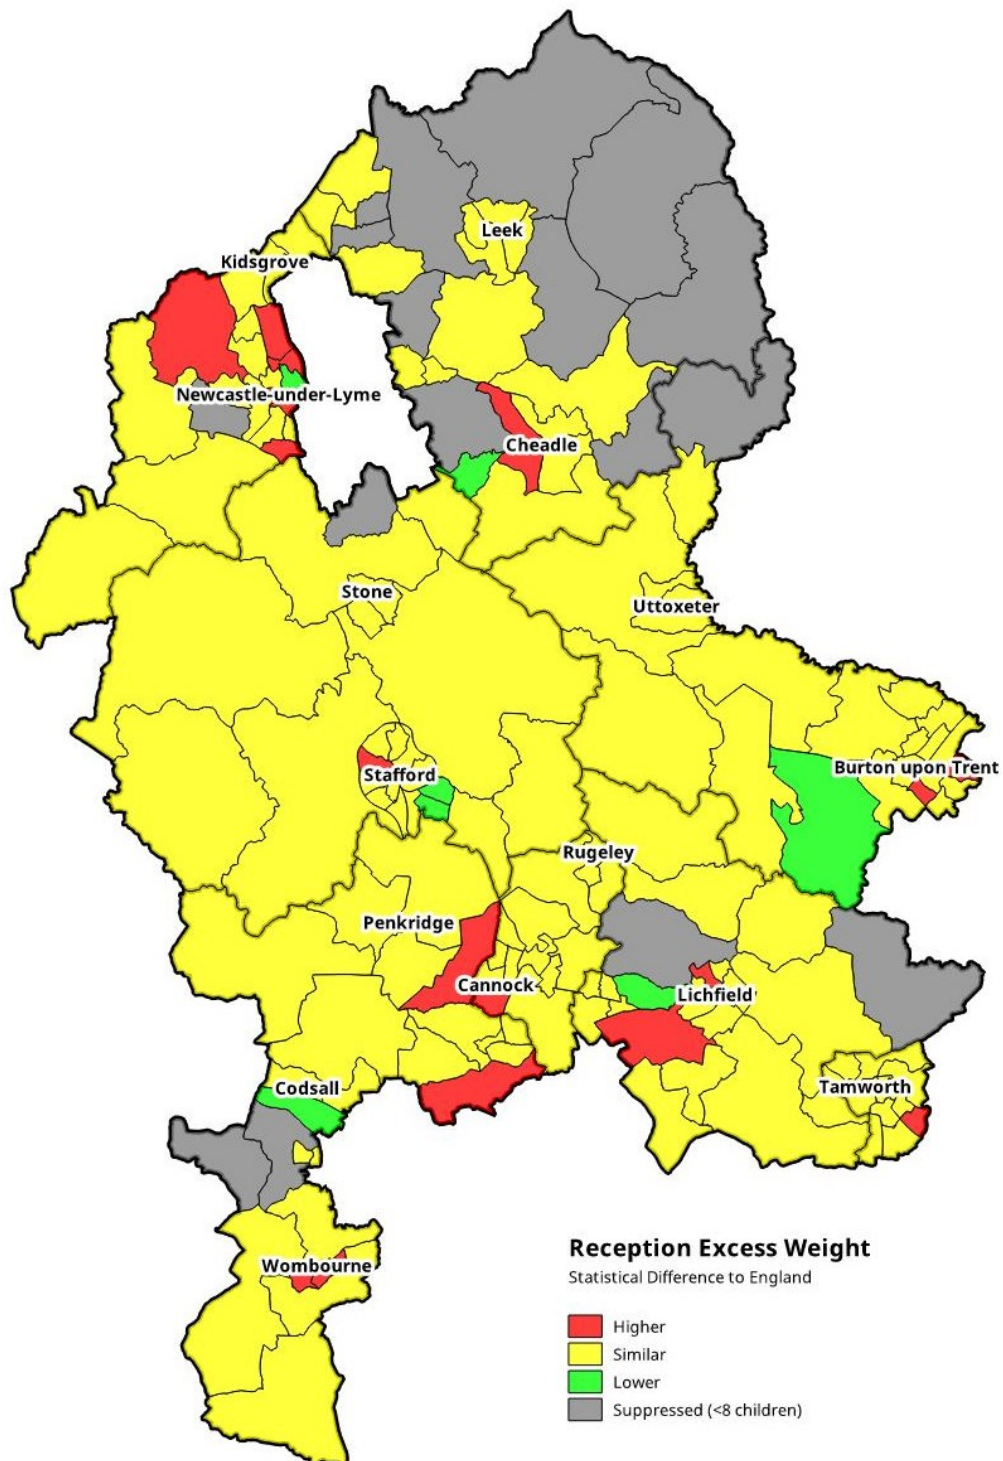 Leek
Kidsgrove
Newcastle-under-Lyme
Cheadle
Stone
Uttoxeter
Burton upon Trent
Stafford
Rugeley
Penkridge
Cannock
Lichfield
Codsall
Tamworth
Wombourne
Reception Excess Weight
Statistical Difference to England
Higher
Similar
Lower
Suppressed (<8 children)